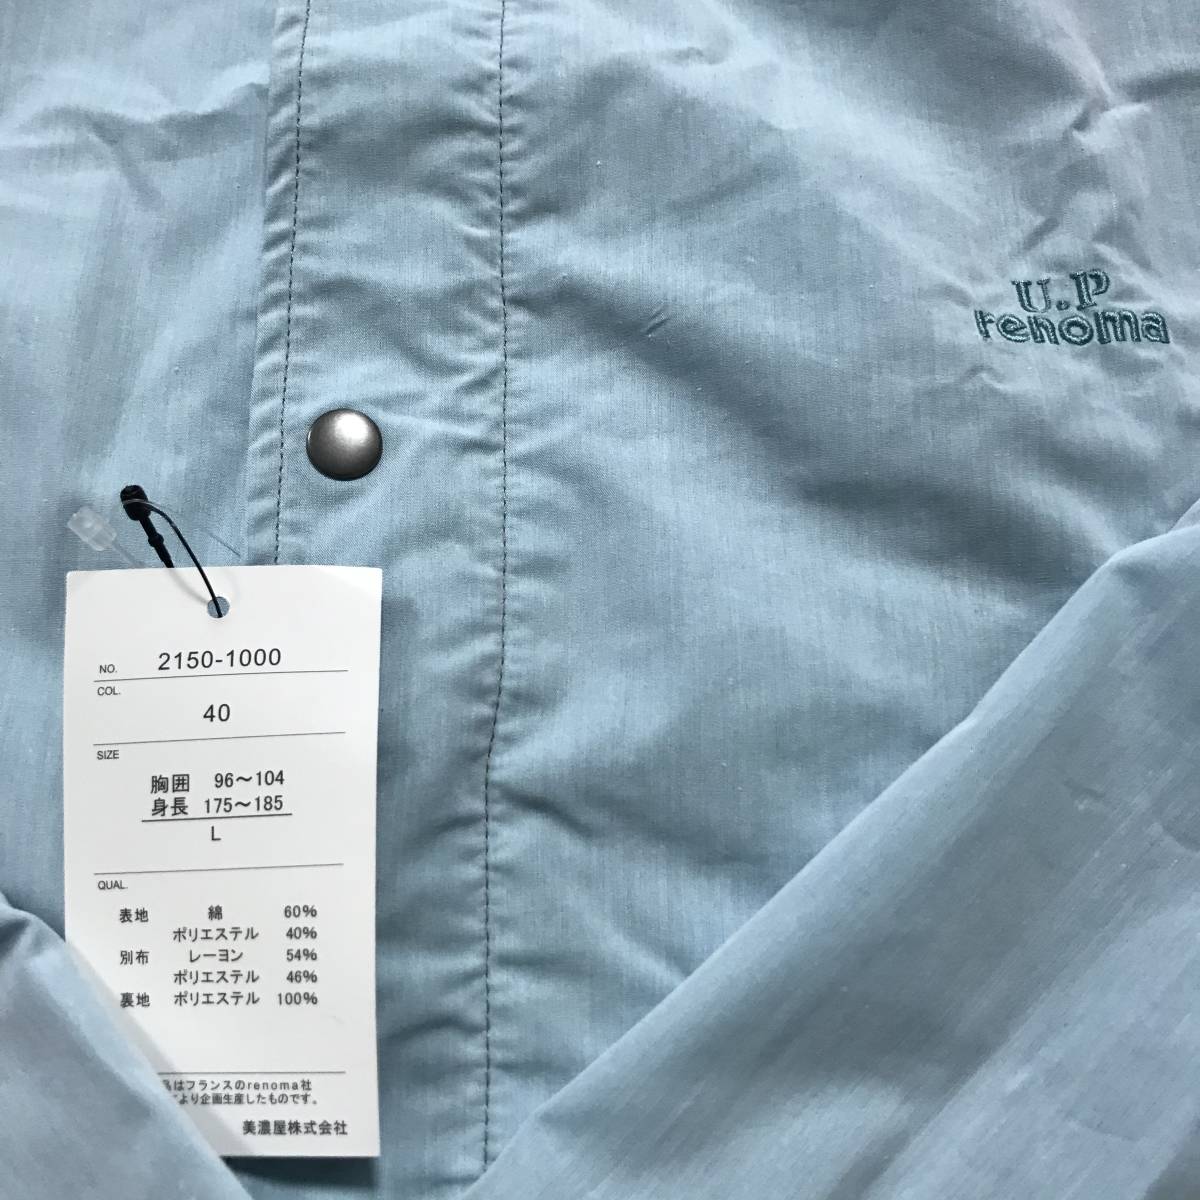 U.P
renoma
NO. 2150-1000
COL.
40
SIZE
胸囲 96～104
身長 175～185
L
QUAL.
表地 綿 60%
ポリエステル 40%
別布 レーヨン 54%
ポリエステル 46%
裏地 ポリエステル 100%
はフランスのrenoma社
より企画生産したものです。
美濃屋株式会社